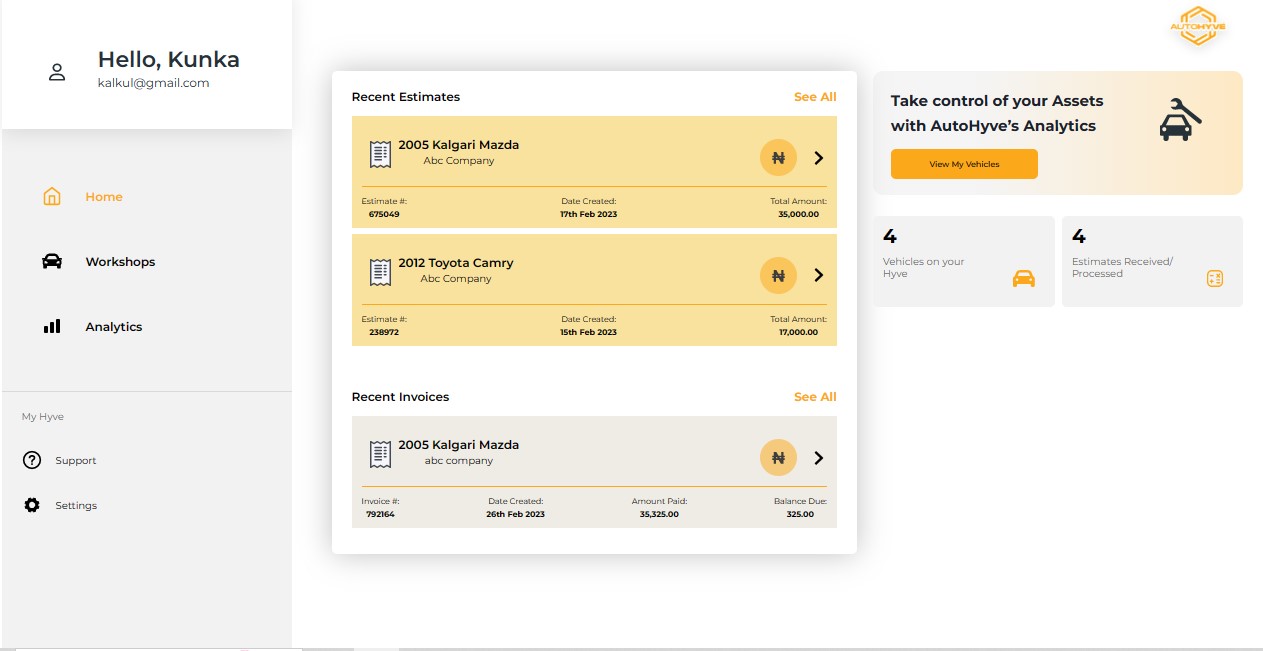 Hello, Kunka
kalkul@gmail.com
Home
Workshops
Analytics
My Hyve
Support
Settings
Recent Estimates
See All
2005 Kalgari Mazda
Abc Company
₦
Estimate #:
675049
Date Created:
17th Feb 2023
Total Amount:
35,000.00
2012 Toyota Camry
Abc Company
₦
Estimate #:
238972
Date Created:
15th Feb 2023
Total Amount:
17,000.00
Recent Invoices
See All
2005 Kalgari Mazda
abc company
₦
Invoice #:
792164
Date Created:
26th Feb 2023
Amount Paid:
35,325.00
Balance Due:
325.00
AUTOHYVE
Take control of your Assets
with AutoHyve’s Analytics
View My Vehicles
4
Vehicles on your
Hyve
4
Estimates Received/
Processed